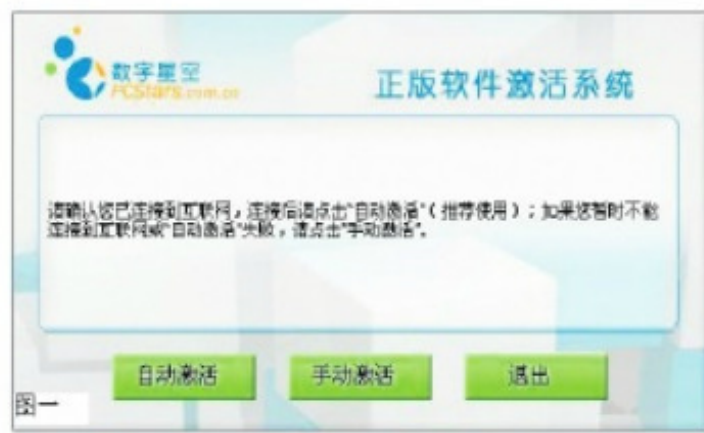 数字星空
PCStars.com.cn
正版软件激活系统
请确认您已连接到互联网，连接后请点击“自动激活”（推荐使用）；如果您暂时不能
连接到互联网或“自动激活”失败，请点击“手动激活”。
自动激活
手动激活
退出
图一